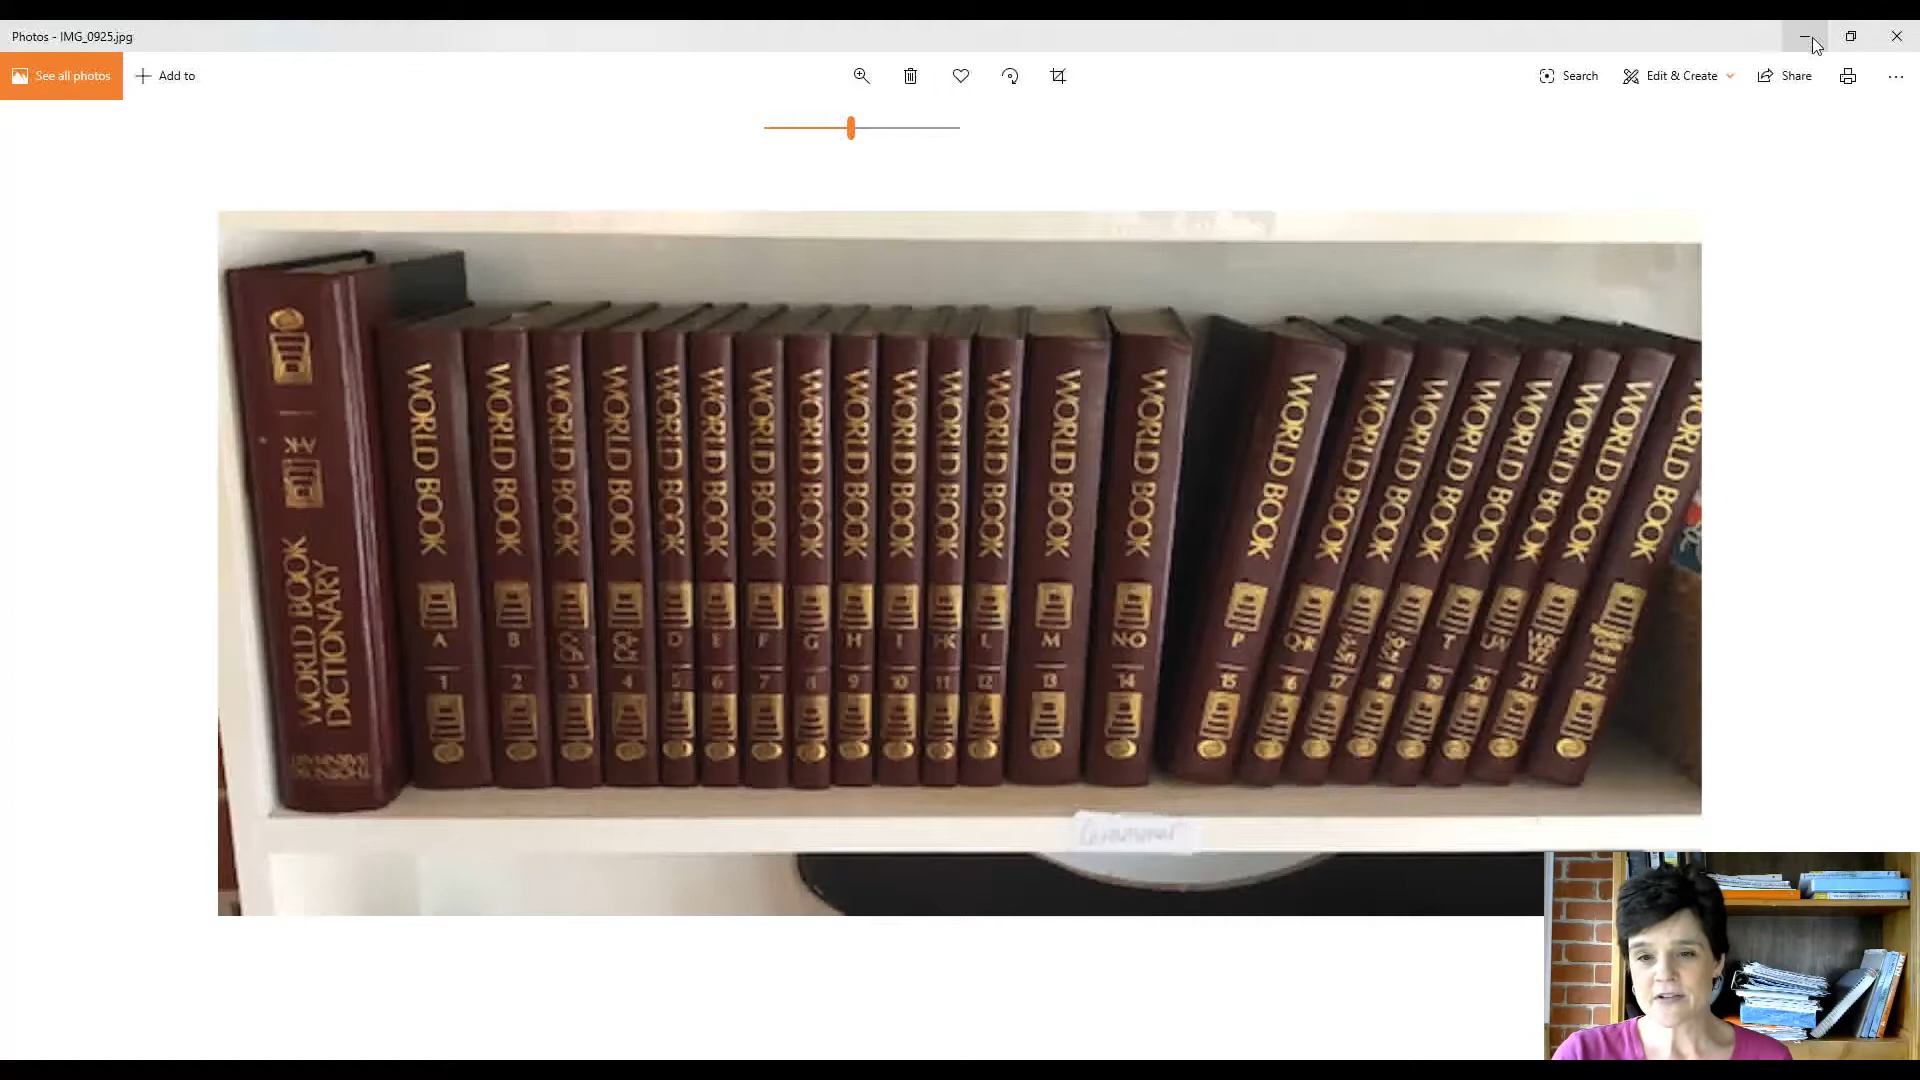 Photos - IMG_0925.jpg
See all photos
Add to
Search
Edit & Create
Share
WORLD BOOK
DICTIONARY
WORLD BOOK
A
1
WORLD BOOK
B
2
WORLD BOOK
3
WORLD BOOK
4
WORLD BOOK
D
5
WORLD BOOK
E
6
WORLD BOOK
F
7
WORLD BOOK
G
8
WORLD BOOK
H
9
WORLD BOOK
I
10
WORLD BOOK
J-K
11
WORLD BOOK
L
12
WORLD BOOK
M
13
WORLD BOOK
N-O
14
WORLD BOOK
P
15
WORLD BOOK
Q-R
16
WORLD BOOK
17
WORLD BOOK
18
WORLD BOOK
T
19
WORLD BOOK
U-V
20
WORLD BOOK
21
WORLD BOOK
22